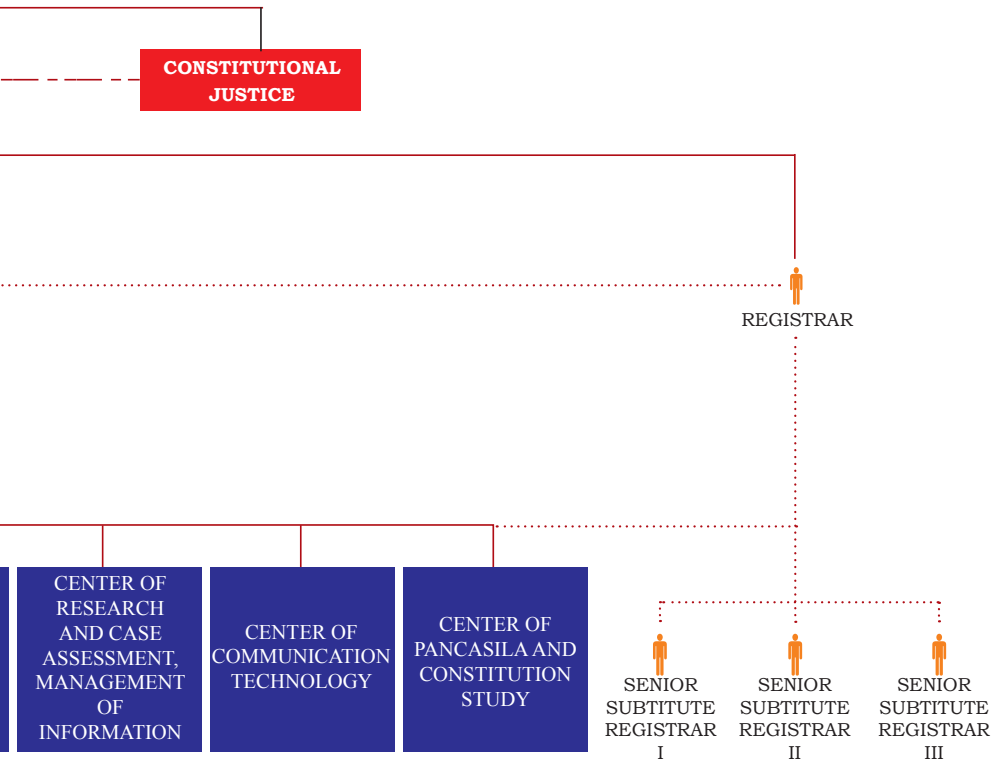 CONSTITUTIONAL
JUSTICE
REGISTRAR
CENTER OF
RESEARCH
AND CASE
ASSESSMENT,
MANAGEMENT
OF
INFORMATION
CENTER OF
COMMUNICATION
TECHNOLOGY
CENTER OF
PANCASILA AND
CONSTITUTION
STUDY
SENIOR
SUBTITUTE
REGISTRAR
I
SENIOR
SUBTITUTE
REGISTRAR
II
SENIOR
SUBTITUTE
REGISTRAR
III